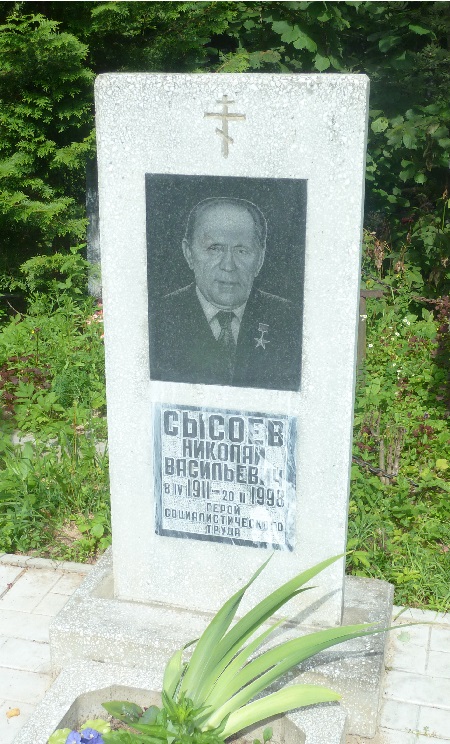 СЫСОЕВ
НИКОЛАЙ
ВАСИЛЬЕВИЧ
8 IV 1911–20 II 1998
ГЕРОЙ
СОЦИАЛИСТИЧЕСКОГО
ТРУДА